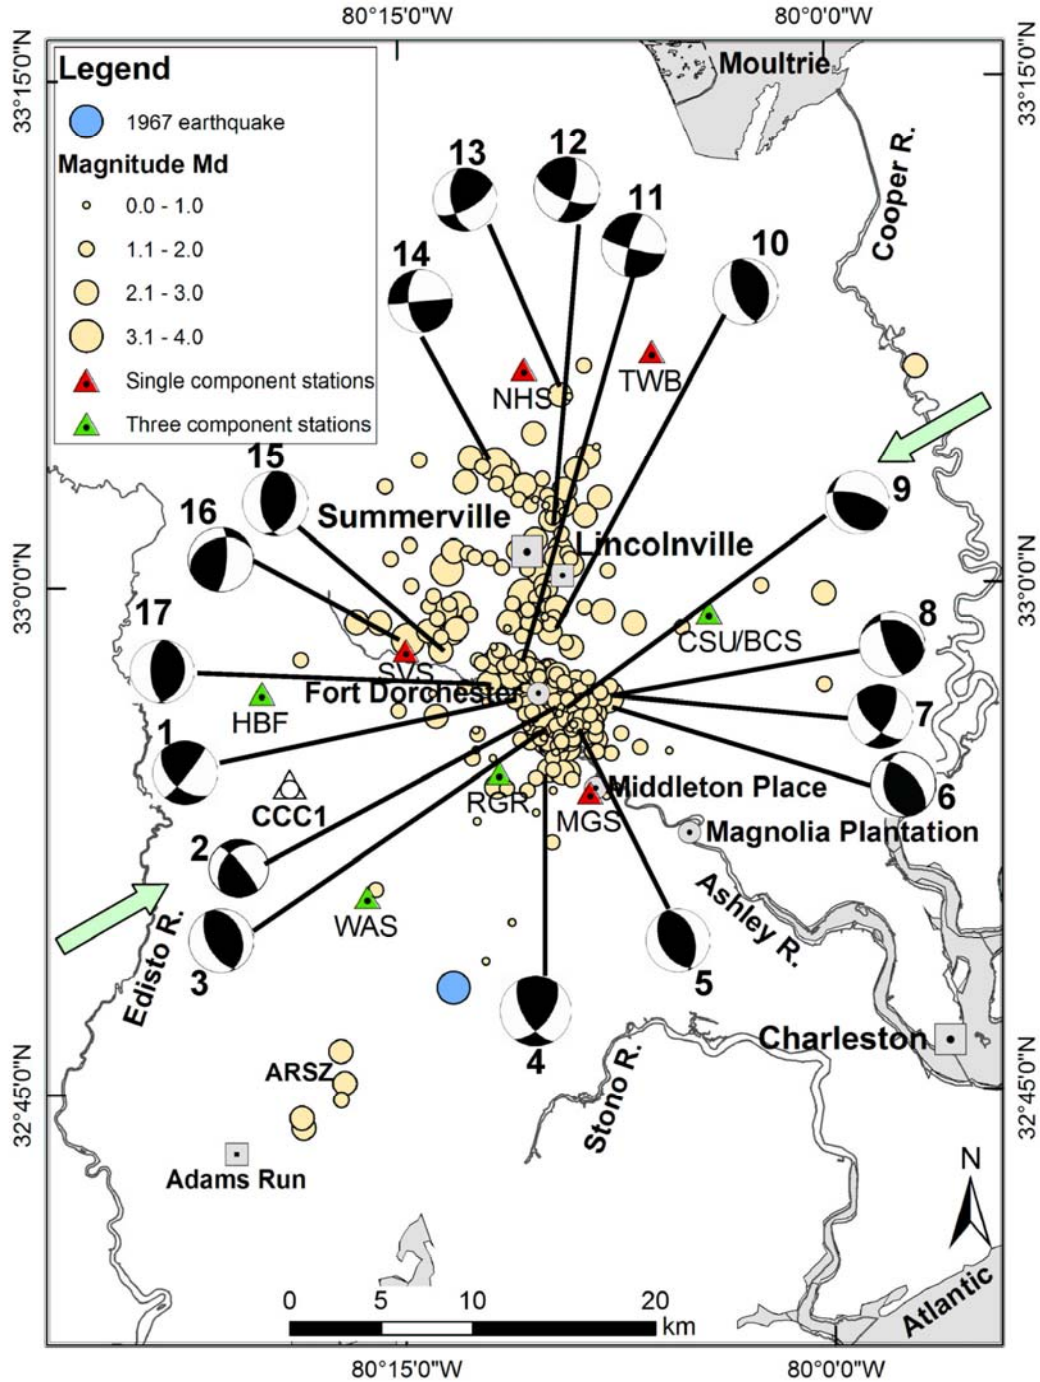 80°15'0"W
80°0'0"W
33°15'0"N
33°15'0"N
Legend
1967 earthquake
Magnitude Md
0.0 - 1.0
1.1 - 2.0
2.1 - 3.0
3.1 - 4.0
Single component stations
Three component stations
Moultrie
Cooper R.
12
13
11
14
10
TWB
NHS
15
9
16
Summerville
Lincolnville
33°0'0"N
33°0'0"N
17
8
CSU/BCS
SVS
Fort Dorchester
HBF
7
1
CCC1
RGR
MGS
Middleton Place
6
Magnolia Plantation
2
WAS
Ashley R.
Edisto R.
3
5
4
Charleston
Stono R.
ARSZ
32°45'0"N
32°45'0"N
Adams Run
N
Atlantic
0
5
10
20
km
80°15'0"W
80°0'0"W